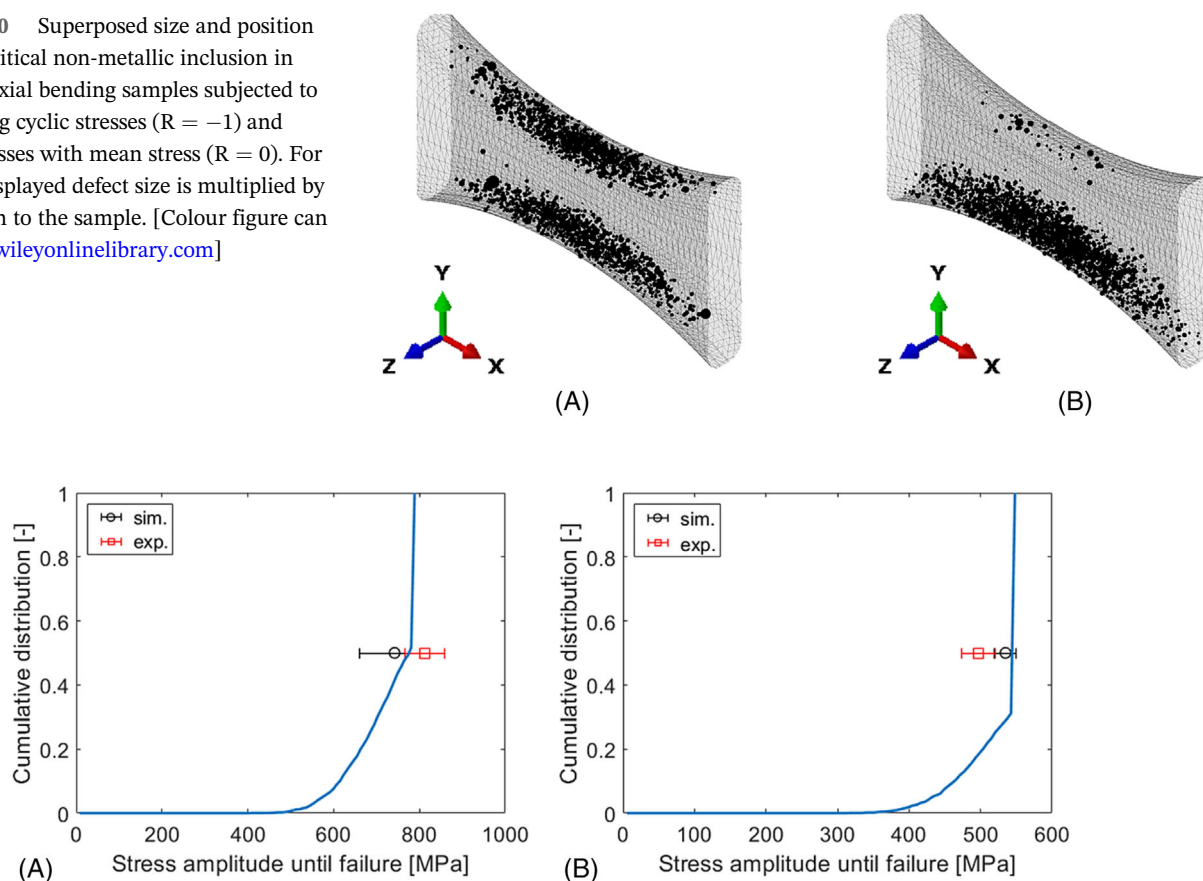 0 Superposed size and position
ritical non-metallic inclusion in
xial bending samples subjected to
g cyclic stresses (R = −1) and
sses with mean stress (R = 0). For
splayed defect size is multiplied by
n to the sample. [Colour figure can
wileyonlinelibrary.com]
Y
Z
X
(A)
Y
Z
X
(B)
1
0.8
0.6
0.4
0.2
0
Cumulative distribution [-]
sim.
exp.
0 200 400 600 800 1000
Stress amplitude until failure [MPa]
(A)
1
0.8
0.6
0.4
0.2
0
Cumulative distribution [-]
sim.
exp.
0 100 200 300 400 500 600
Stress amplitude until failure [MPa]
(B)